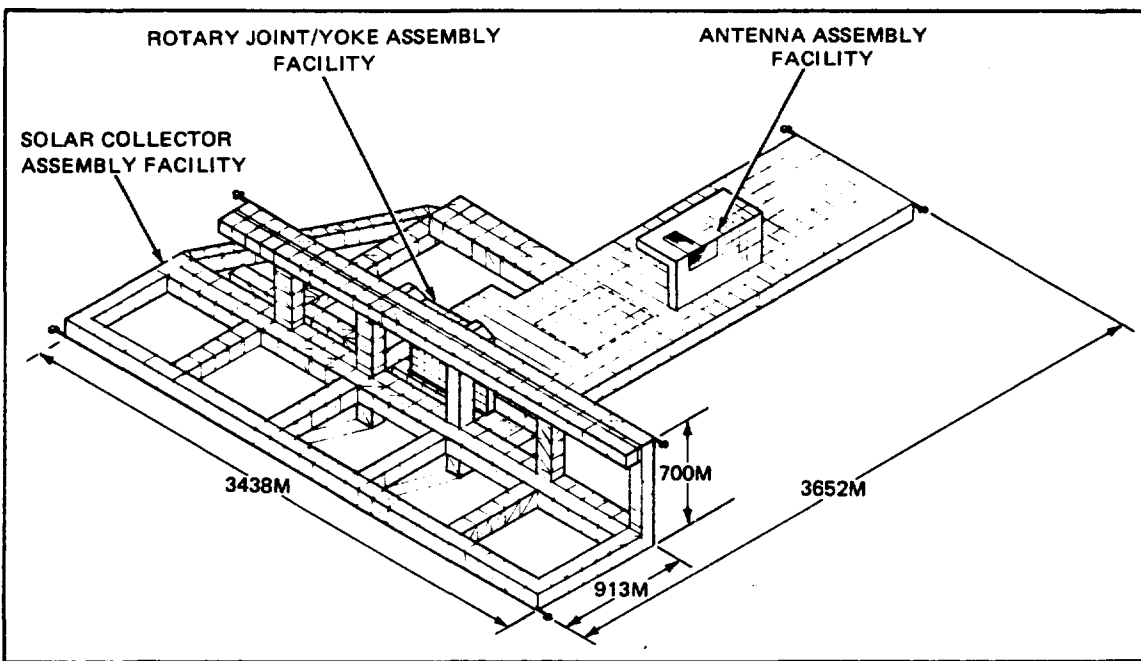 ROTARY JOINT/YOKE ASSEMBLY
FACILITY
ANTENNA ASSEMBLY
FACILITY
SOLAR COLLECTOR
ASSEMBLY FACILITY
3438M
700M
3652M
913M